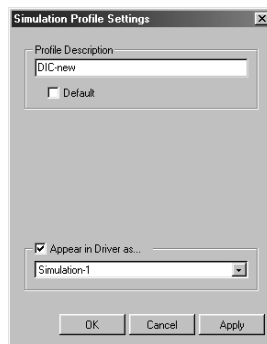 Simulation Profile Settings
Profile Description
DIC-new
Default
Appear in Driver as...
Simulation-1
OK Cancel Apply